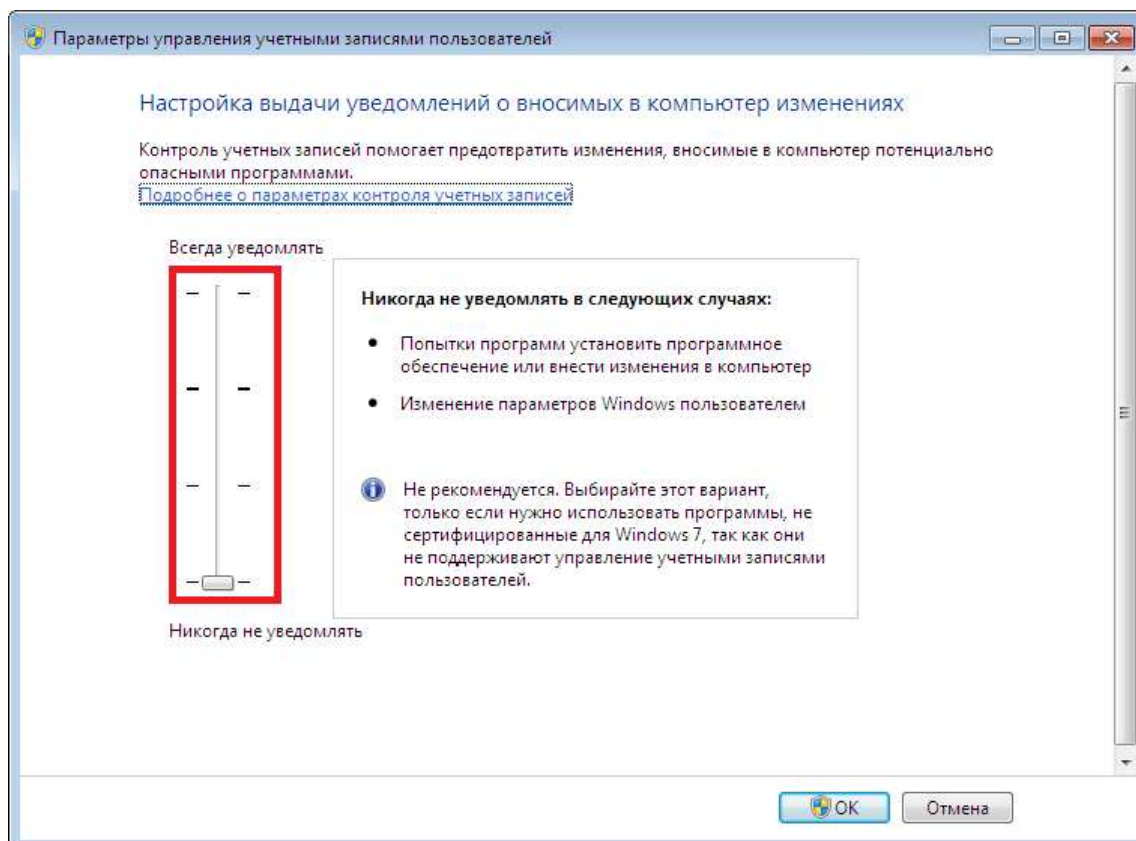 Параметры управления учетными записями пользователей
Настройка выдачи уведомлений о вносимых в компьютер изменениях
Контроль учетных записей помогает предотвратить изменения, вносимые в компьютер потенциально
опасными программами.
Подробнее о параметрах контроля учетных записей
Всегда уведомлять
Никогда не уведомлять в следующих случаях:
• Попытки программ установить программное
обеспечение или внести изменения в компьютер
• Изменение параметров Windows пользователем
Не рекомендуется. Выбирайте этот вариант,
только если нужно использовать программы, не
сертифицированные для Windows 7, так как они
не поддерживают управление учетными записями
пользователей.
Никогда не уведомлять
OK
Отмена